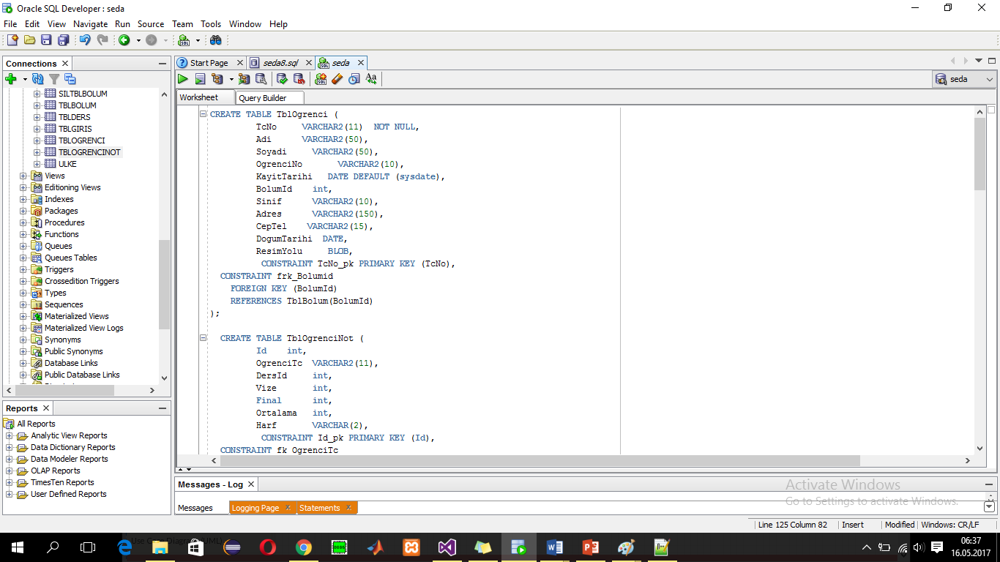 Oracle SQL Developer : seda
File Edit View Navigate Run Source Team Tools Window Help
Connections
SILTBLBOLUM
TBLBOLUM
TBLDERS
TBLGIRIS
TBLOGRENCI
TBLOGRENCINOT
ULKE
Views
Editioning Views
Indexes
Packages
Procedures
Functions
Queues
Queues Tables
Triggers
Crossedition Triggers
Types
Sequences
Materialized Views
Materialized View Logs
Synonyms
Public Synonyms
Database Links
Public Database Links
Reports
All Reports
Analytic View Reports
Data Dictionary Reports
Data Modeler Reports
OLAP Reports
TimesTen Reports
User Defined Reports
Start Page seda8.sql seda
seda
Worksheet Query Builder
CREATE TABLE TblOgrenci (
TcNo VARCHAR2(11) NOT NULL,
Adi VARCHAR2(50),
Soyadi VARCHAR2(50),
OgrenciNo VARCHAR2(10),
KayitTarihi DATE DEFAULT (sysdate),
BolumId int,
Sinif VARCHAR2(10),
Adres VARCHAR2(150),
CepTel VARCHAR2(15),
DogumTarihi DATE,
ResimYolu BLOB,
CONSTRAINT TcNo_pk PRIMARY KEY (TcNo),
CONSTRAINT frk_Bolumid
FOREIGN KEY (BolumId)
REFERENCES TblBolum(BolumId)
);
CREATE TABLE TblOgrenciNot (
Id int,
OgrenciTc VARCHAR2(11),
DersId int,
Vize int,
Final int,
Ortalama int,
Harf VARCHAR(2),
CONSTRAINT Id_pk PRIMARY KEY (Id),
CONSTRAINT fk_OgrenciTc
Messages - Log
Messages Logging Page Statements
Activate Windows
Go to Settings to activate Windows.
Line 125 Column 82 Insert Modified Windows: CR/LF
Use Case Diagram(UML)
06:37
16.05.2017